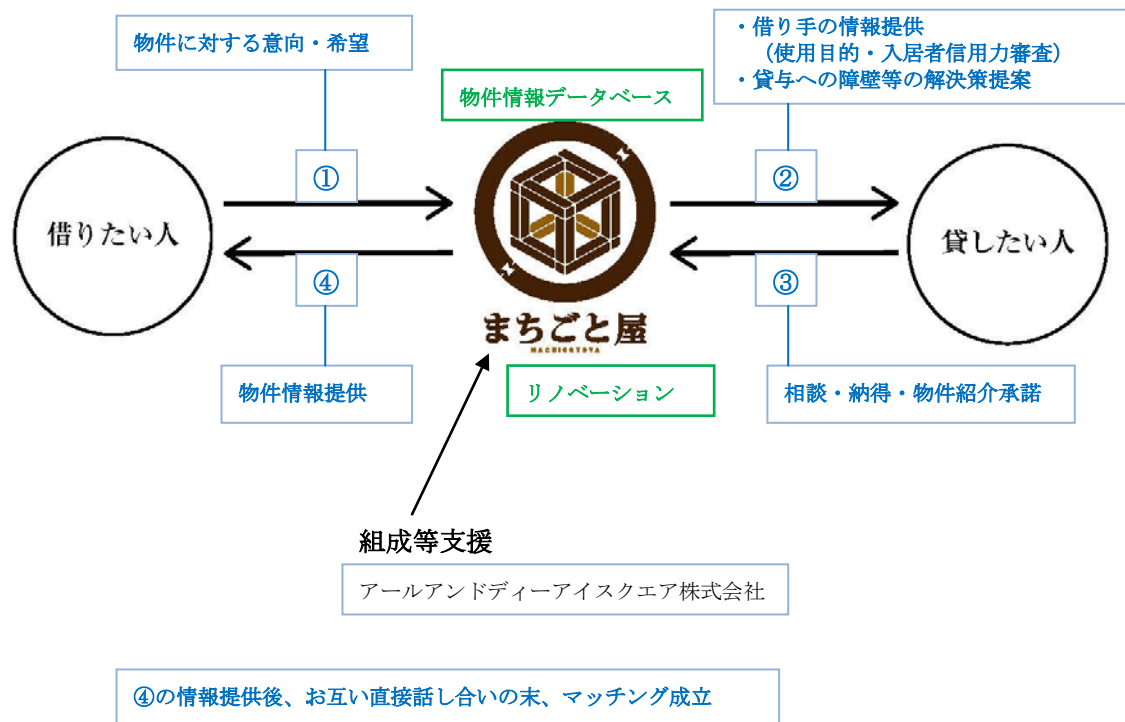 物件に対する意向・希望
・借り手の情報提供
（使用目的・入居者信用力審査）
・貸与への障壁等の解決策提案
物件情報データベース
①
②
借りたい人
貸したい人
④
③
まちごと屋
MACHIGOTOYA
物件情報提供
リノベーション
相談・納得・物件紹介承諾
組成等支援
アールアンドディーアイスクエア株式会社
④の情報提供後、お互い直接話し合いの末、マッチング成立